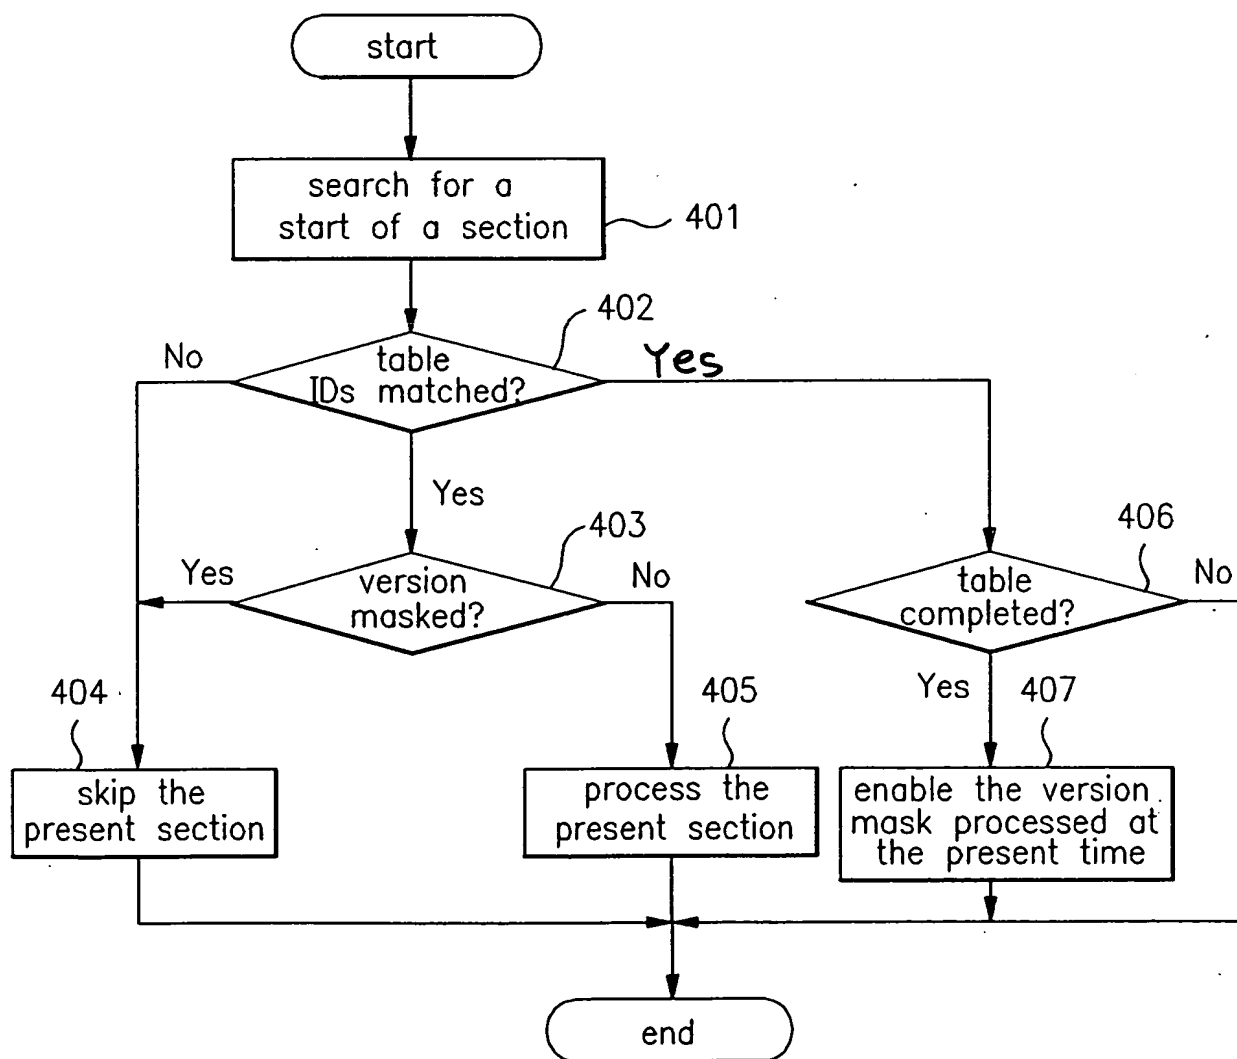 start
search for a
start of a section
401
402
No
table
IDs matched?
Yes
Yes
403
406
Yes
version
masked?
No
table
completed?
No
404
405
Yes
407
skip the
present section
process the
present section
enable the version
mask processed at
the present time
end